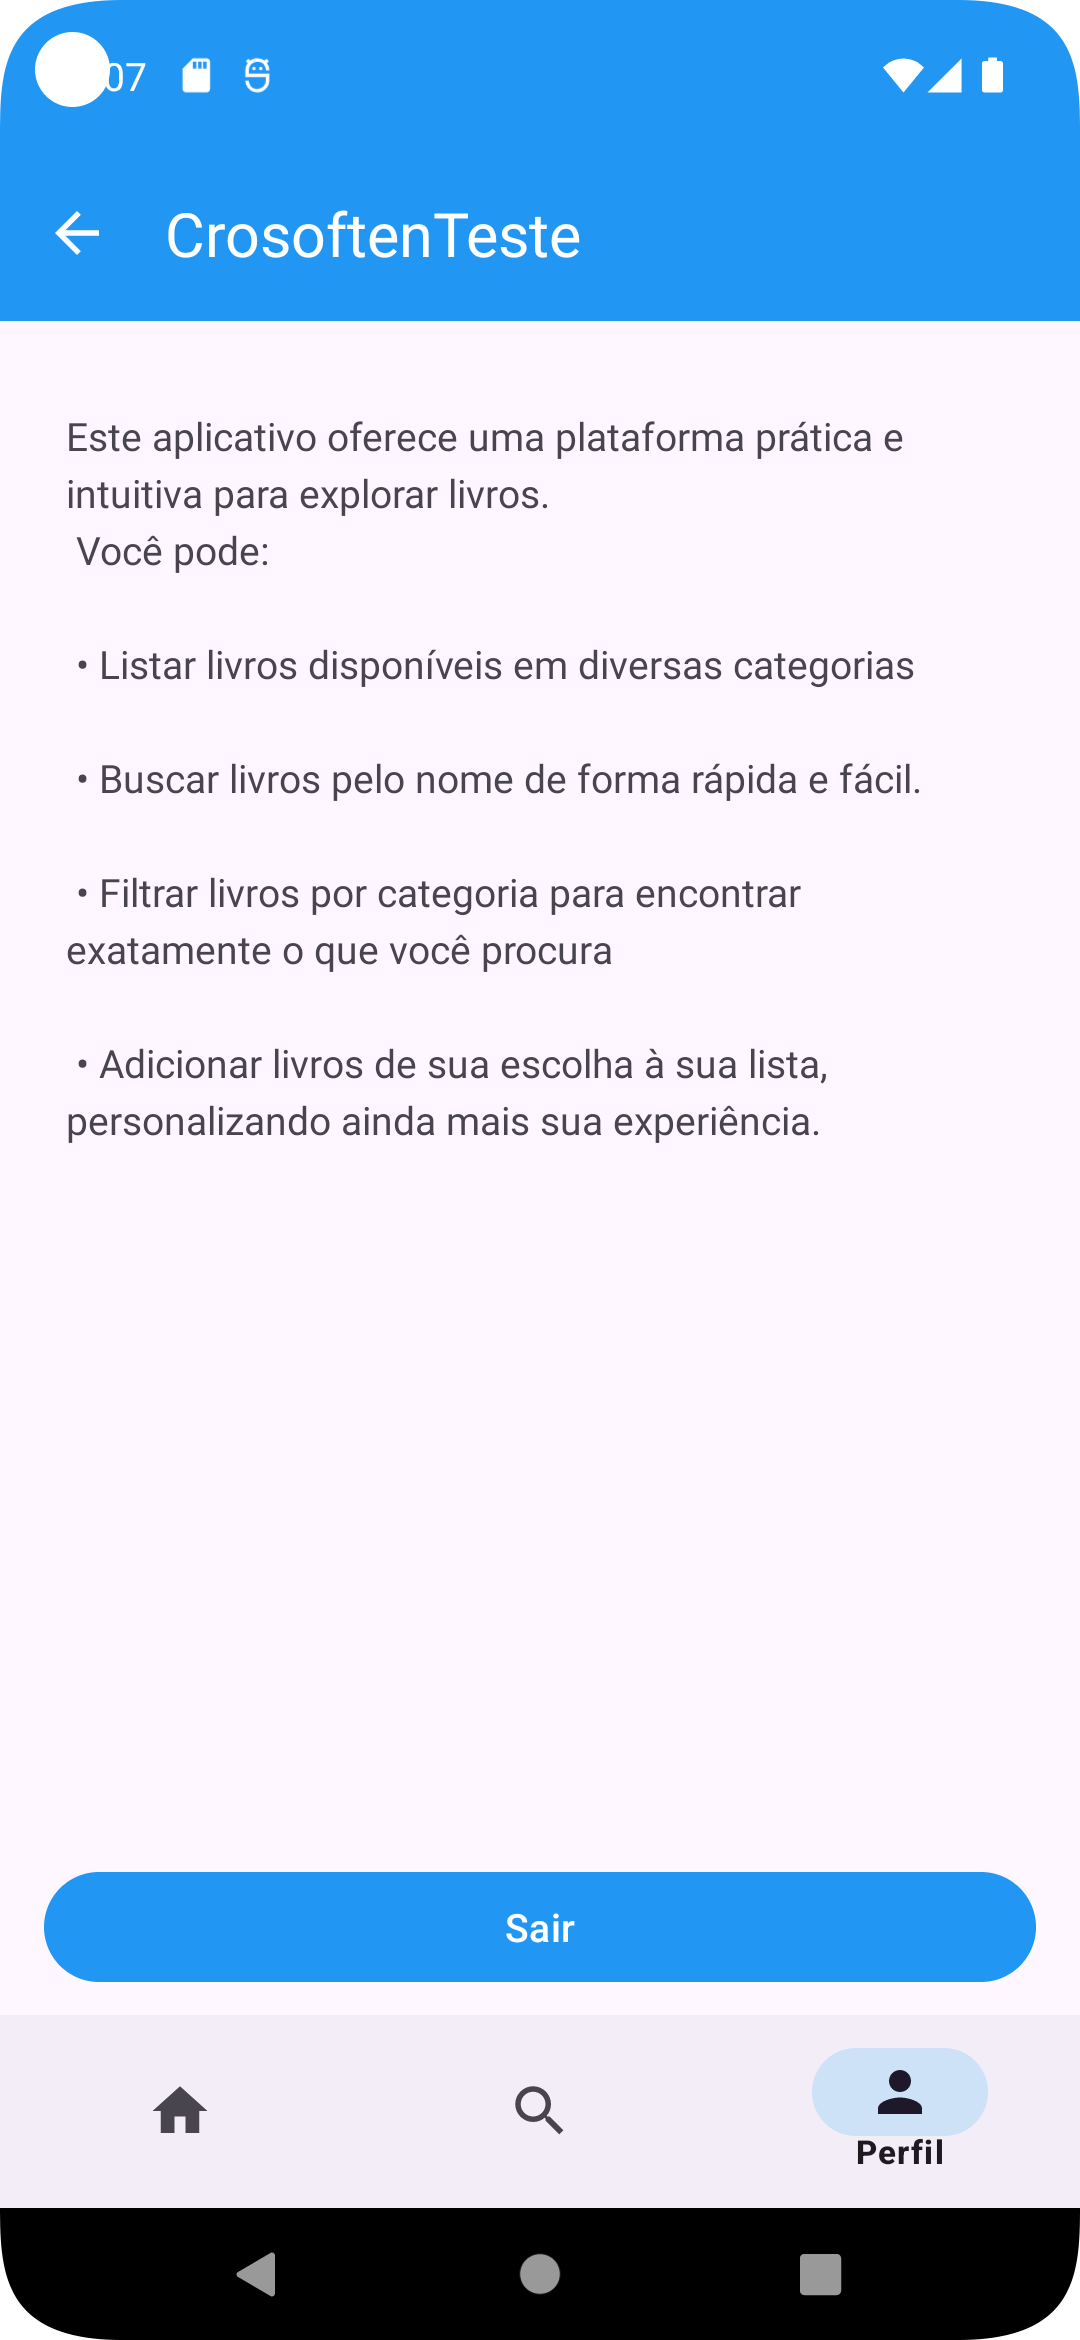 07
CrosoftenTeste
Este aplicativo oferece uma plataforma prática e
intuitiva para explorar livros.
Você pode:
• Listar livros disponíveis em diversas categorias
• Buscar livros pelo nome de forma rápida e fácil.
• Filtrar livros por categoria para encontrar
exatamente o que você procura
• Adicionar livros de sua escolha à sua lista,
personalizando ainda mais sua experiência.
Sair
Perfil